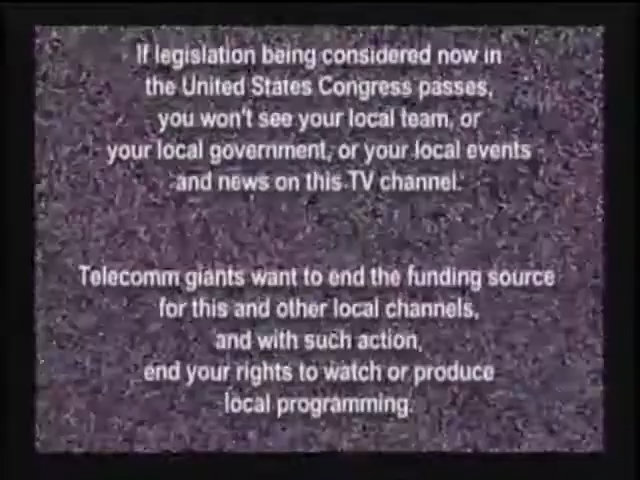 If legislation being considered now in
the United States Congress passes,
you won't see your local team, or
your local government, or your local events
and news on this TV channel.
Telecomm giants want to end the funding source
for this and other local channels,
and with such action,
end your rights to watch or produce
local programming.